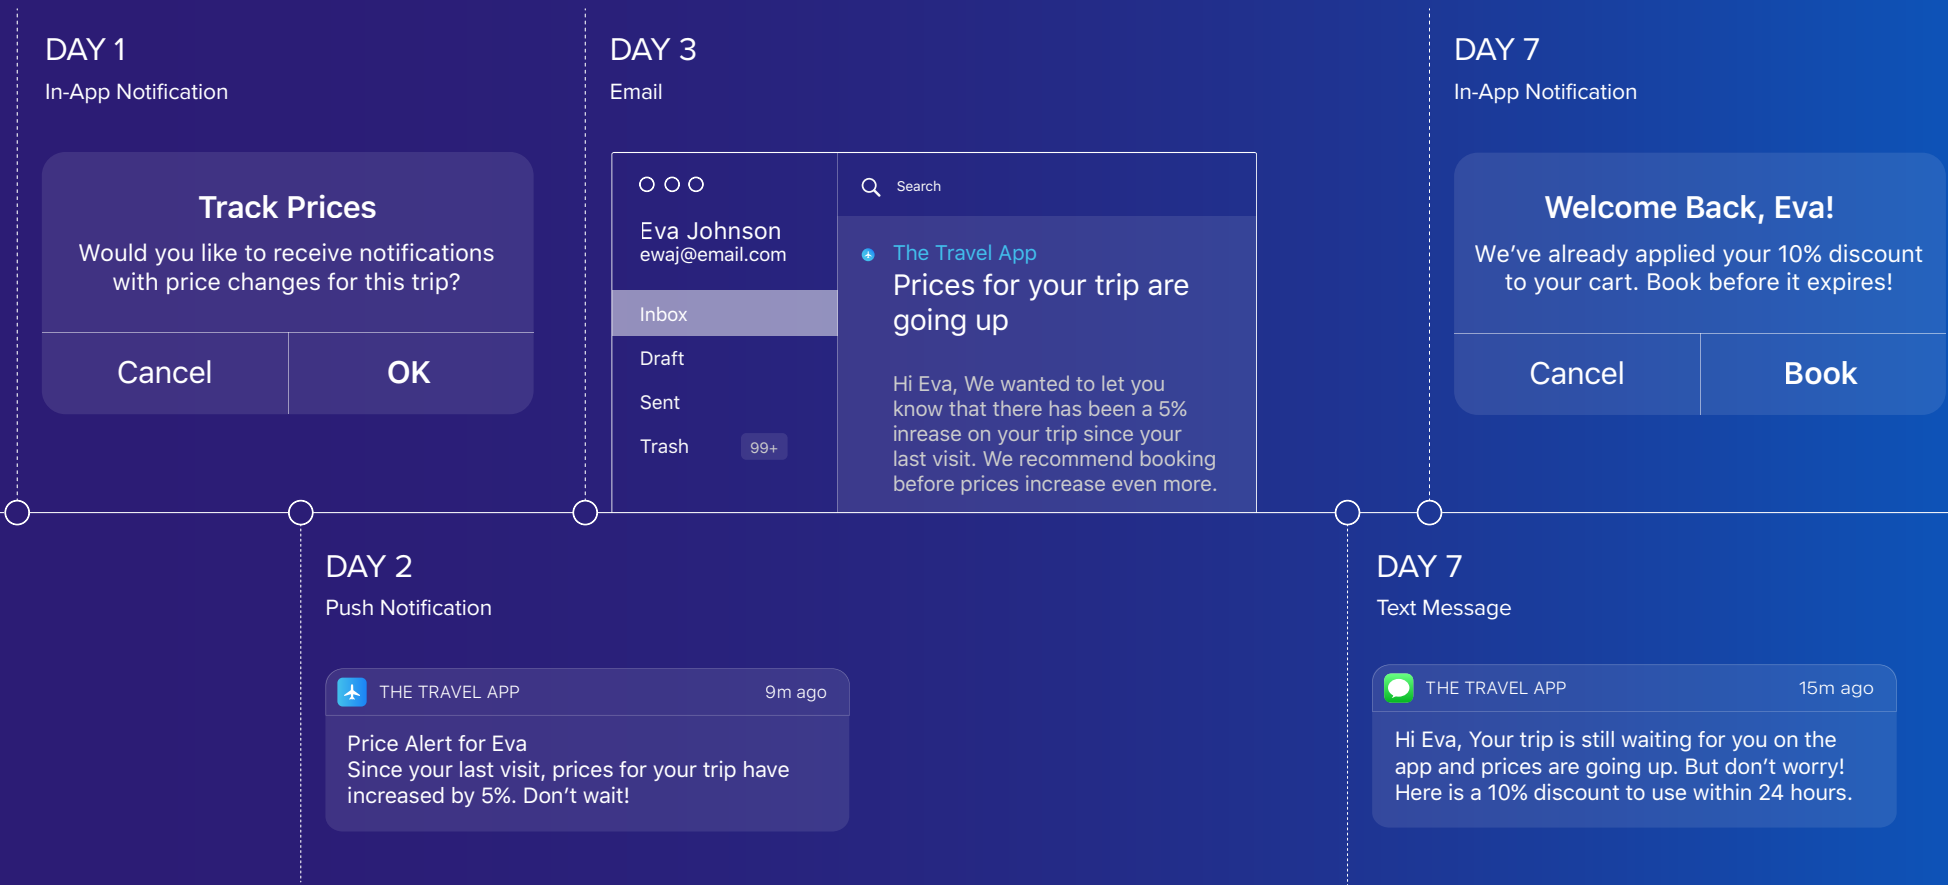 DAY 1
In-App Notification
Track Prices
Would you like to receive notifications
with price changes for this trip?
Cancel
OK
DAY 2
Push Notification
THE TRAVEL APP
9m ago
Price Alert for Eva
Since your last visit, prices for your trip have
increased by 5%. Don't wait!
DAY 3
Email
Eva Johnson
ewaj@email.com
Inbox
Draft
Sent
Trash
99+
Search
The Travel App
Prices for your trip are
going up
Hi Eva, We wanted to let you
know that there has been a 5%
inrease on your trip since your
last visit. We recommend booking
before prices increase even more.
DAY 7
Text Message
THE TRAVEL APP
15m ago
Hi Eva, Your trip is still waiting for you on the
app and prices are going up. But don't worry!
Here is a 10% discount to use within 24 hours.
DAY 7
In-App Notification
Welcome Back, Eva!
We've already applied your 10% discount
to your cart. Book before it expires!
Cancel
Book